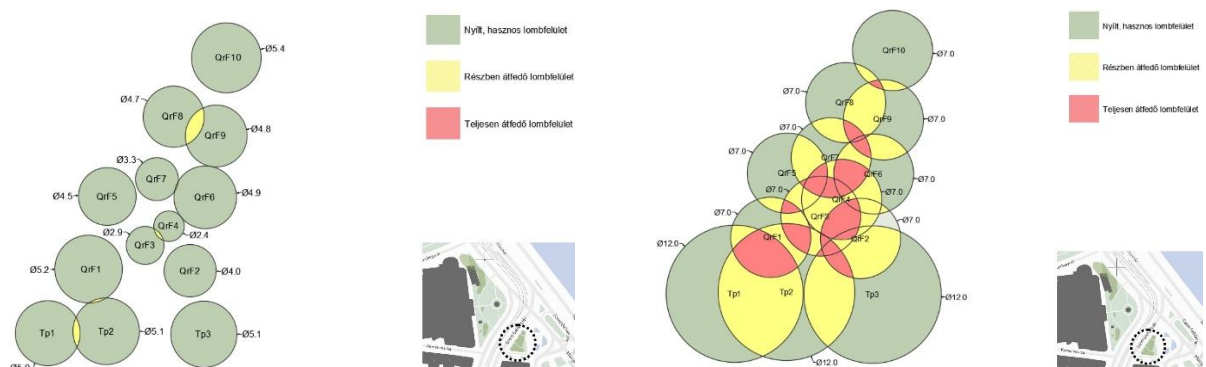 Ø5.4
QrF10
Ø4.7
QrF8
QrF9
Ø4.8
Ø3.3
QrF7
Ø4.5
QrF5
QrF6
Ø4.9
QrF4
Ø2.9
QrF3
Ø2.4
Ø5.2
QrF1
QrF2
Ø4.0
Tp1
Tp2
Ø5.1
Tp3
Ø5.1
Nyílt, hasznos lombfelület
Részben átfedő lombfelület
Teljesen átfedő lombfelület
QrF10
Ø7.0
Ø7.0
QrF8
QrF9
Ø7.0
Ø7.0
QrF7
Ø7.0
QrF5
QrF6
Ø7.0
Ø7.0
QrF4
Ø7.0
QrF3
Ø7.0
QrF1
QrF2
Ø12.0
Tp1
Tp2
Tp3
Ø12.0
Ø12.0
Nyílt, hasznos lombfelület
Részben átfedő lombfelület
Teljesen átfedő lombfelület